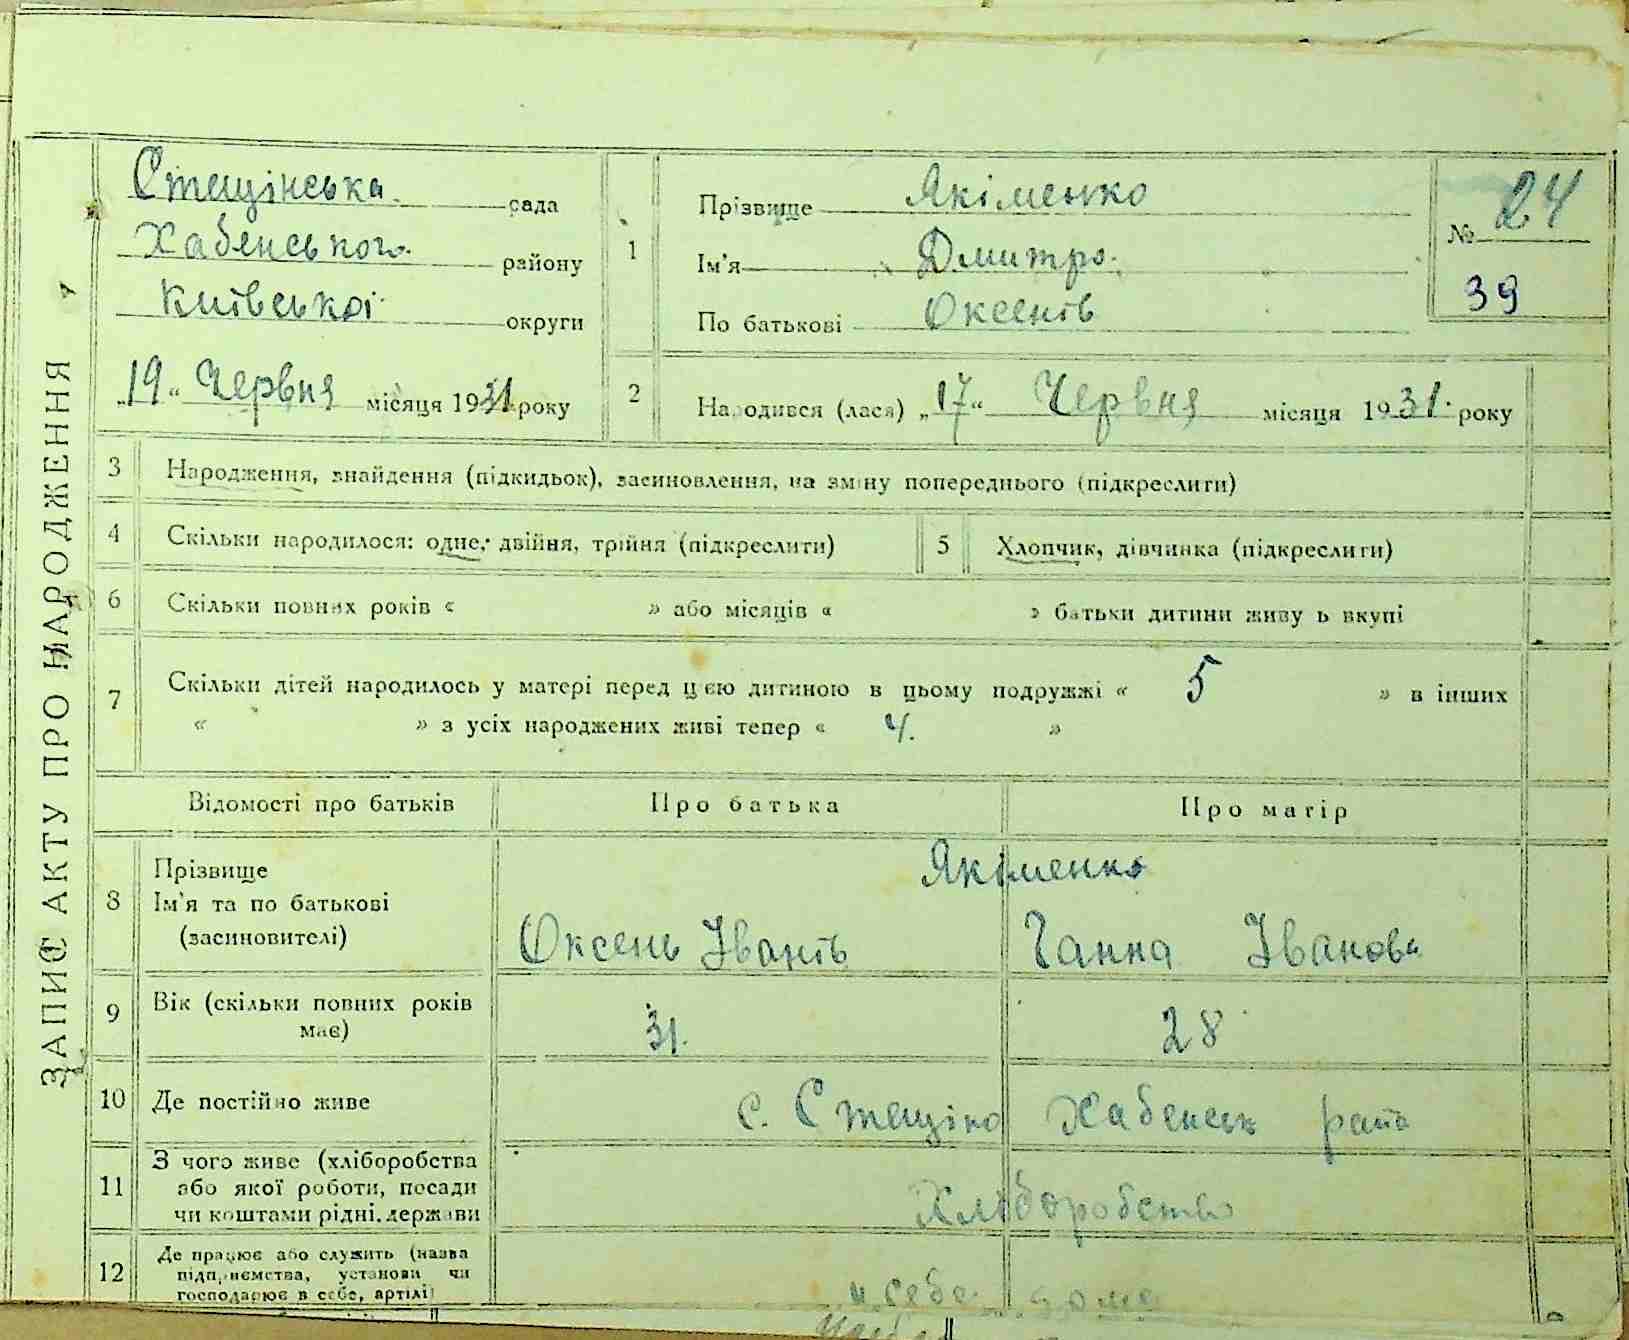 ЗАПИС АКТУ ПРО НАРОДЖЕННЯ
Стещінська сада
Хабенського району
Київської округи
„19“ Червня місяця 1931 року
1
Прізвище Якіменко
Ім'я Дмитро
По батькові Оксентів
№ 24
39
2
Народився (лася) „17“ Червня місяця 1931 року
3 Народження, знайдення (підкидьок), засиновлення, на зміну попереднього (підкреслити)
4 Скільки народилося: одне, двійня, трійня (підкреслити)
5 Хлопчик, дівчинка (підкреслити)
6 Скільки повних років « » або місяців « » батьки дитини живу ь вкупі
7 Скільки дітей народилось у матері перед цією дитиною в цьому подружжі « 5 » в інших
« » з усіх народжених живі тепер « 4. »
Відомості про батьків Про батька Про матір
8 Прізвище
Ім'я та по батькові
(засиновителі)
Якіменко
Оксень Іванів Ганна Іванова
9 Вік (скільки повних років має) 31. 28
10 Де постійно живе с. Стещіно Хабенськ
11 З чого живе (хліборобства
або якої роботи, посади
чи коштами рідні, держави
Хліборобство
12 Де працює або служить (назва
підприємства, установи чи
господарює в себе, артілі)